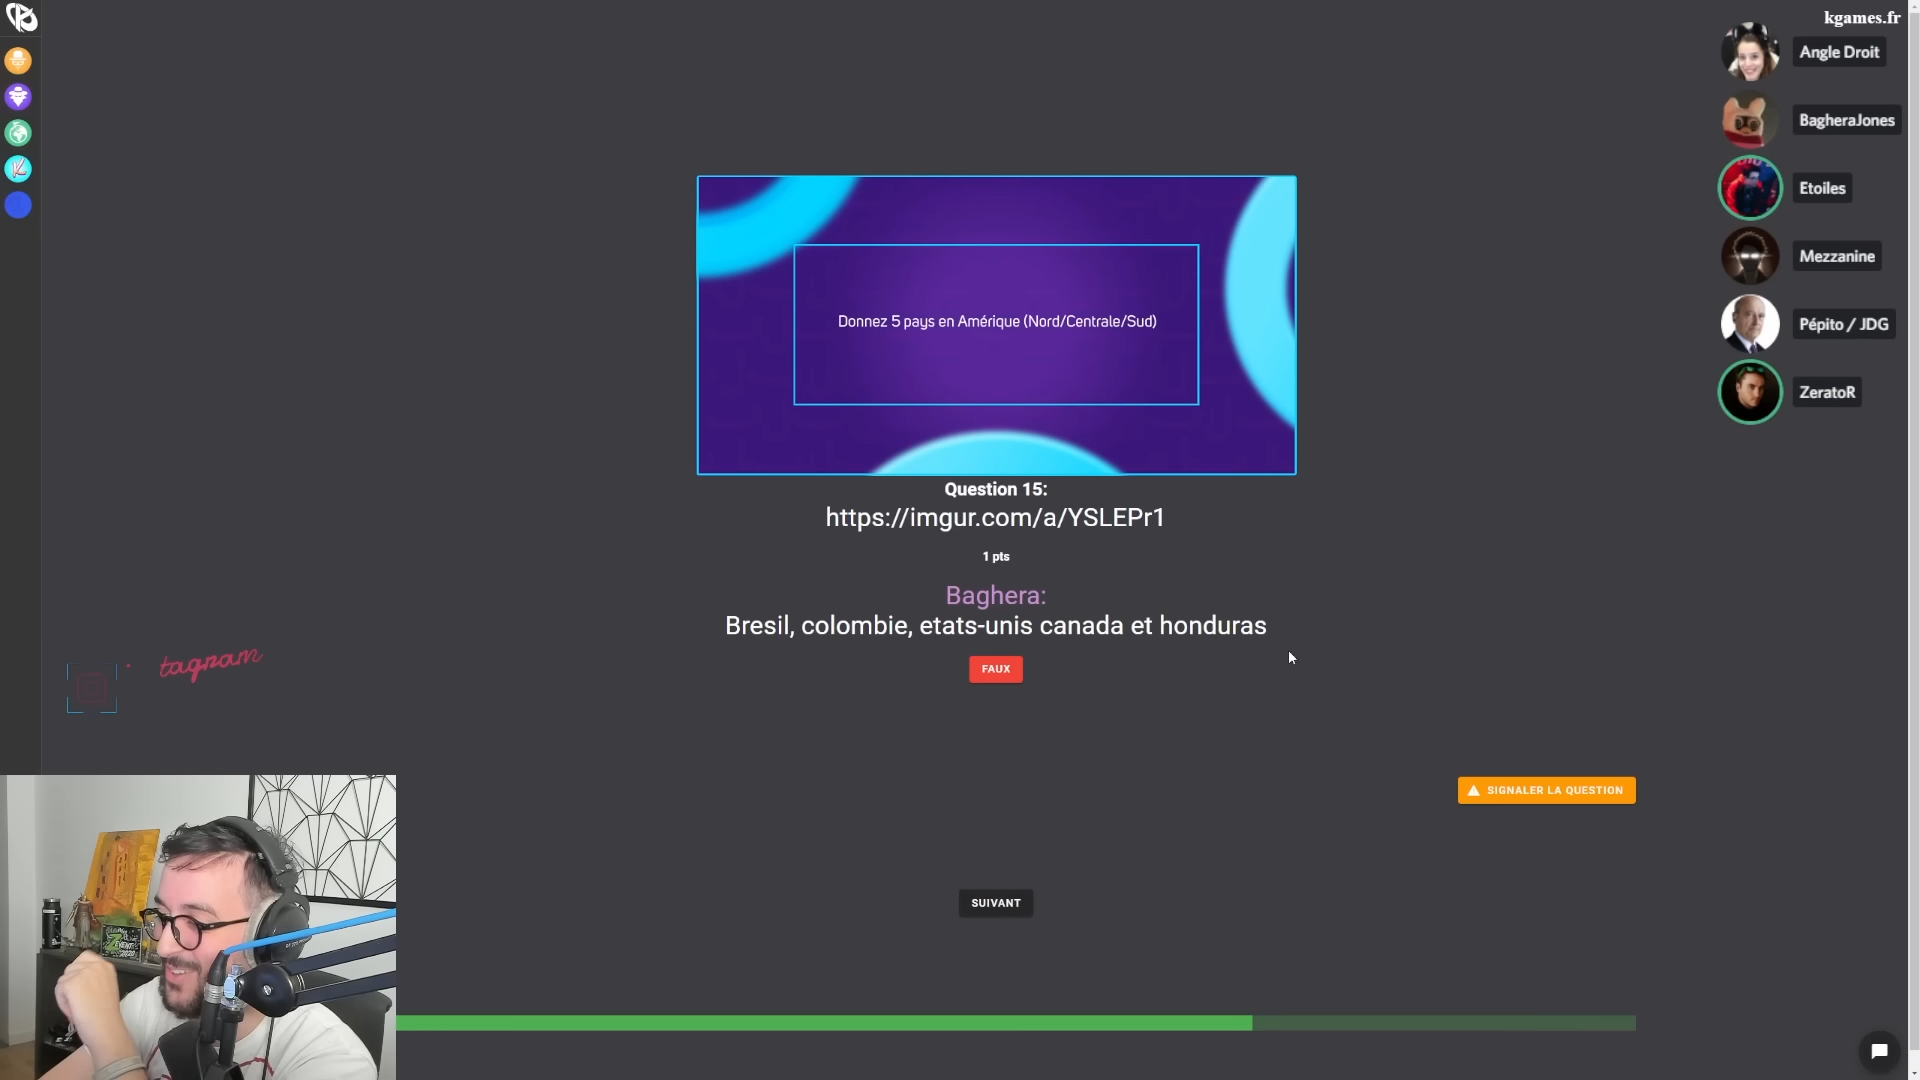 kgames.fr
Angle Droit
BagheraJones
Etoiles
Mezzanine
Pépito / JDG
ZeratoR
Donnez 5 pays en Amérique (Nord/Centrale/Sud)
Question 15:
https://imgur.com/a/YSLEPr1
1 pts
Baghera:
Bresil, colombie, etats-unis canada et honduras
FAUX
tagram
SIGNALER LA QUESTION
SUIVANT